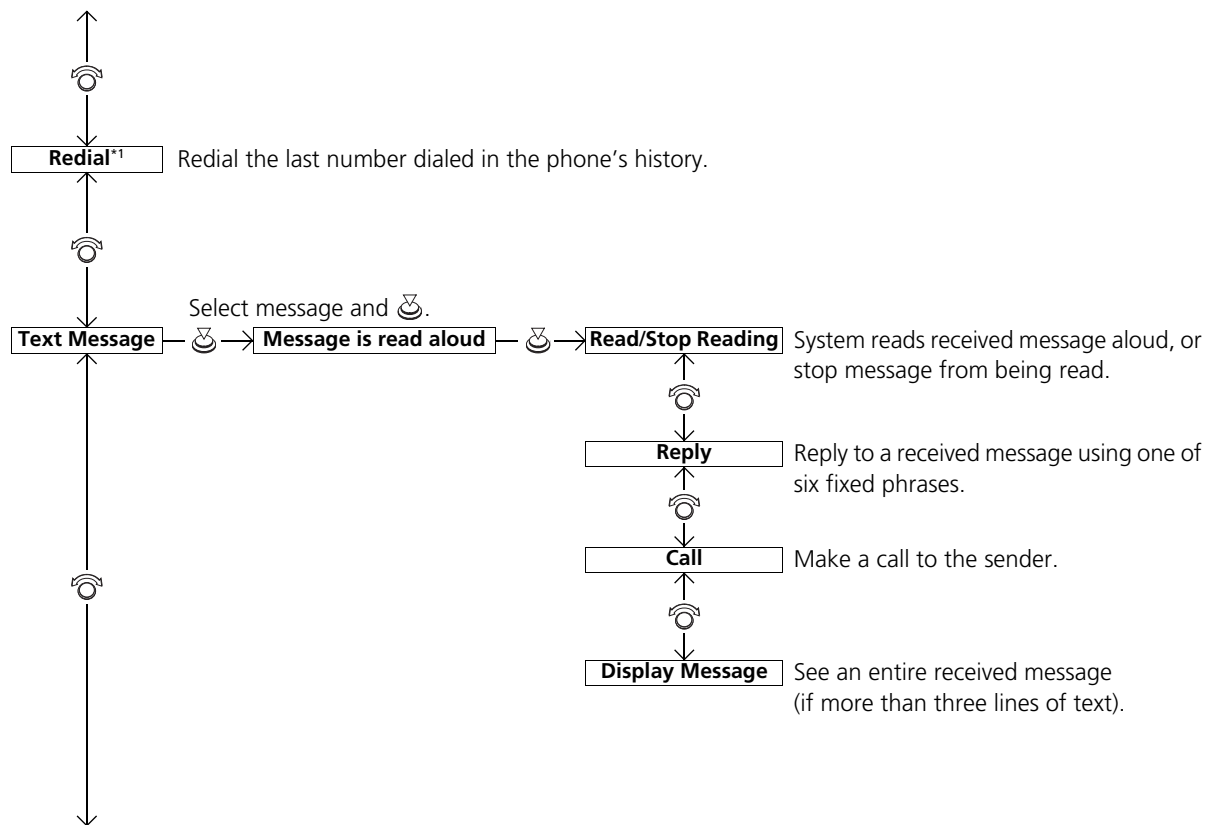 Redial*1 Redial the last number dialed in the phone’s history.
Select message and .
Text Message Message is read aloud Read/Stop Reading System reads received message aloud, or
stop message from being read.
Reply Reply to a received message using one of
six fixed phrases.
Call Make a call to the sender.
Display Message See an entire received message
(if more than three lines of text).